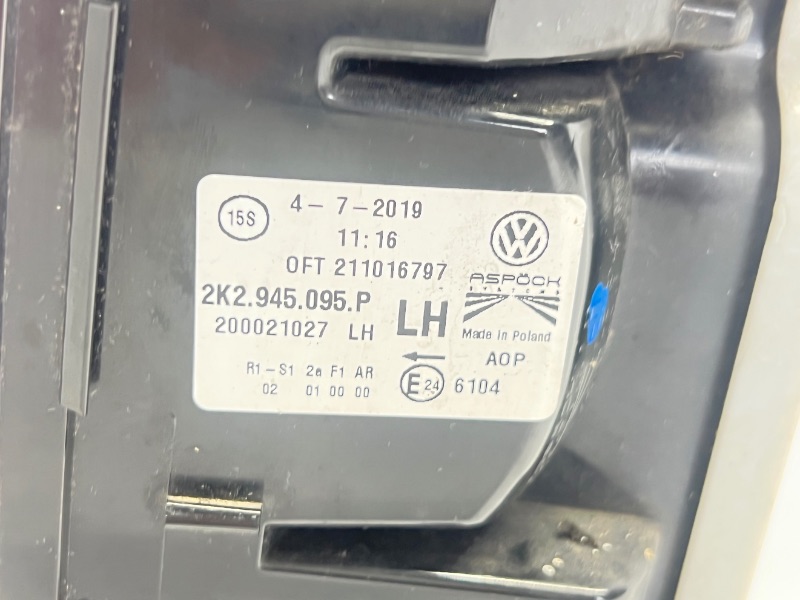 15S
4-7-2019
11:16
OFT 211016797
2K2.945.095.P
200021027 LH
LH
ASPÖCK
SYSTEMS
Made in Poland
R1-S1 2a F1 AR
02 01 00 00
AOP
E24 6104